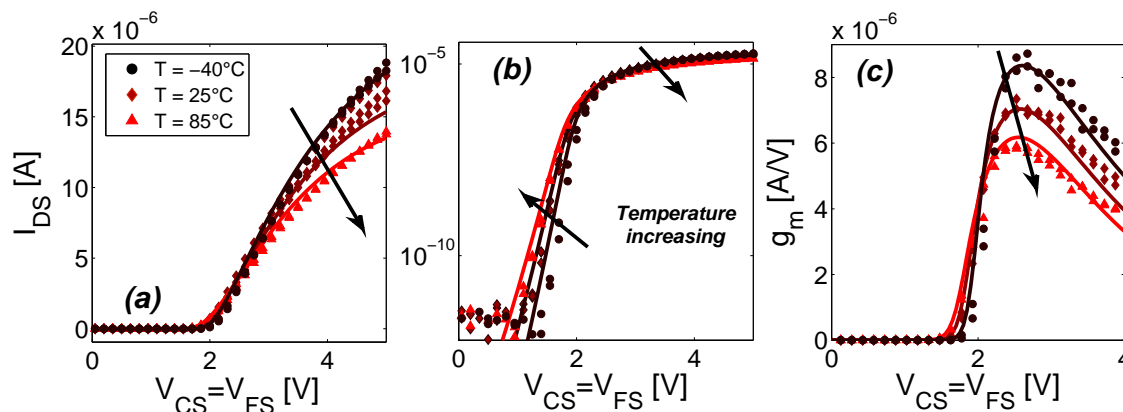 x 10⁻⁶
20
15
10
5
0
I_DS [A]
T = −40°C
T = 25°C
T = 85°C
(a)
0 2 4
V_CS=V_FS [V]
(b)
10⁻⁵
10⁻¹⁰
Temperature
increasing
0 2 4
V_CS=V_FS [V]
x 10⁻⁶
(c)
8
6
4
2
0
g_m [A/V]
0 2 4
V_CS=V_FS [V]